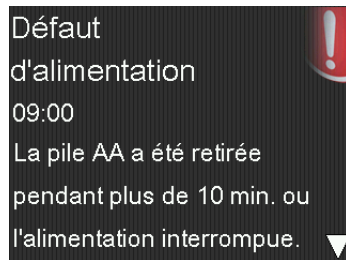 Défaut
d'alimentation
09:00
La pile AA a été retirée
pendant plus de 10 min. ou
l'alimentation interrompue.